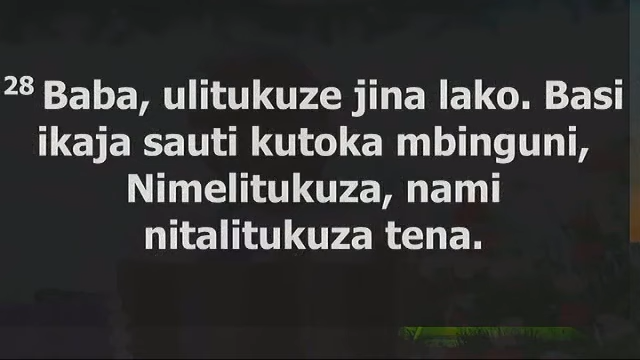 28 Baba, ulitukuze jina lako. Basi
ikaja sauti kutoka mbinguni,
Nimelitukuza, nami
nitalitukuza tena.